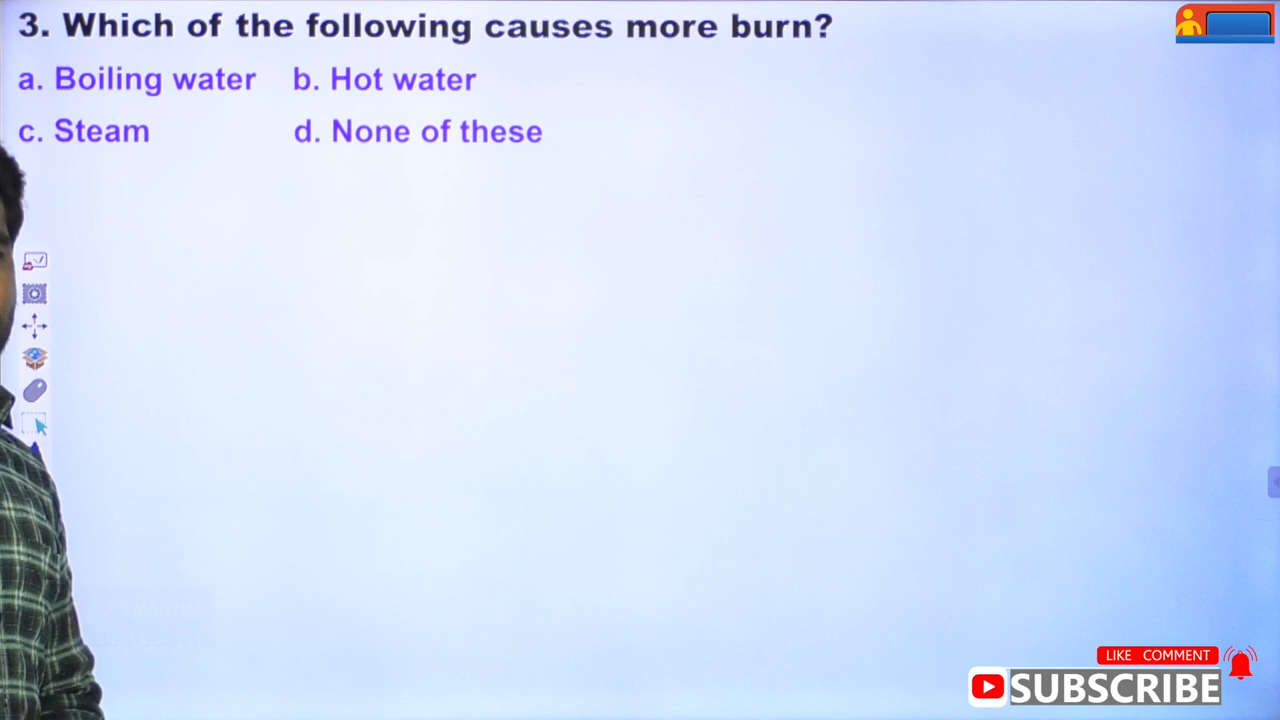 3. Which of the following causes more burn?
a. Boiling water b. Hot water
c. Steam d. None of these
LIKE COMMENT
SUBSCRIBE